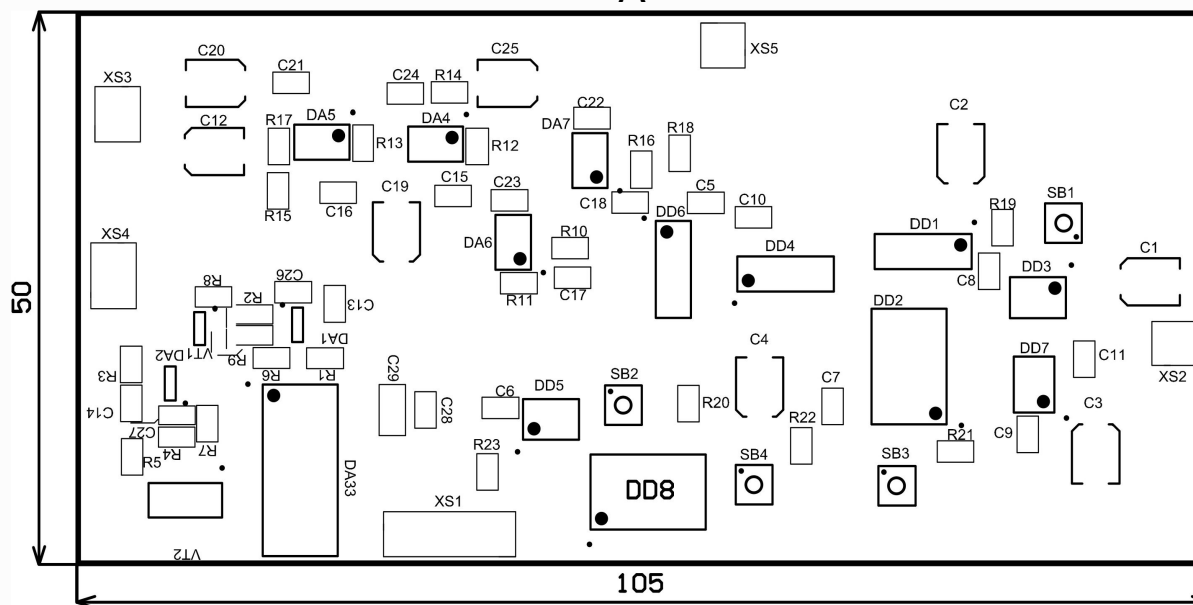 XS3
C20
C21
C24
R14
C25
XS5
C12
R17
DA5
R13
DA4
R12
DA7
C22
R16
R18
C2
R15
C16
C19
C15
C23
C18
C5
C10
R19
SB1
XS4
DA6
R10
DD6
DD4
DD1
C8
DD3
C1
R11
C17
R8
R2
C26
C13
DD2
50
VT1
R9
DA1
DA2
R6
R1
R3
C14
C27
R4
R7
R5
C29
C28
C6
DD5
SB2
C4
R20
C7
R22
DD7
C11
XS2
C9
C3
R21
R23
DD8
SB4
SB3
DA33
XS1
VT2
105